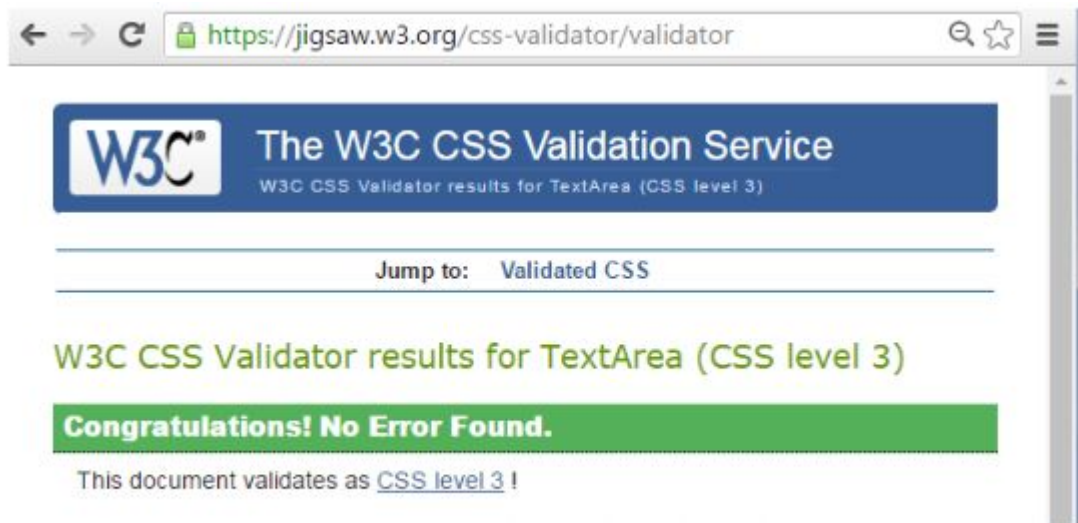 https://jigsaw.w3.org/css-validator/validator
W3C®
The W3C CSS Validation Service
W3C CSS Validator results for TextArea (CSS level 3)
Jump to: Validated CSS
W3C CSS Validator results for TextArea (CSS level 3)
Congratulations! No Error Found.
This document validates as CSS level 3 !